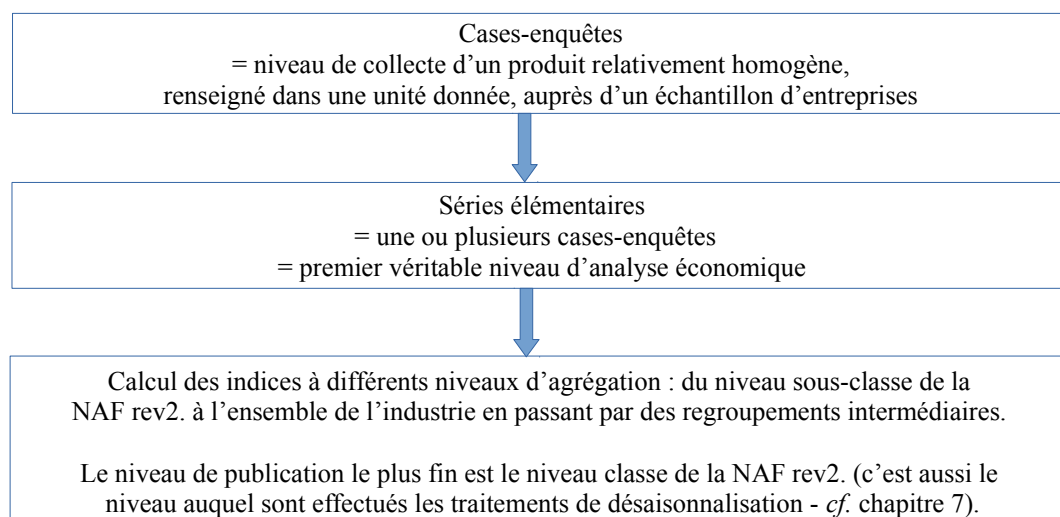 Cases-enquêtes
= niveau de collecte d’un produit relativement homogène,
renseigné dans une unité donnée, auprès d’un échantillon d’entreprises
Séries élémentaires
= une ou plusieurs cases-enquêtes
= premier véritable niveau d’analyse économique
Calcul des indices à différents niveaux d’agrégation : du niveau sous-classe de la
NAF rev2. à l’ensemble de l’industrie en passant par des regroupements intermédiaires.
Le niveau de publication le plus fin est le niveau classe de la NAF rev2. (c’est aussi le
niveau auquel sont effectués les traitements de désaisonnalisation - cf. chapitre 7).